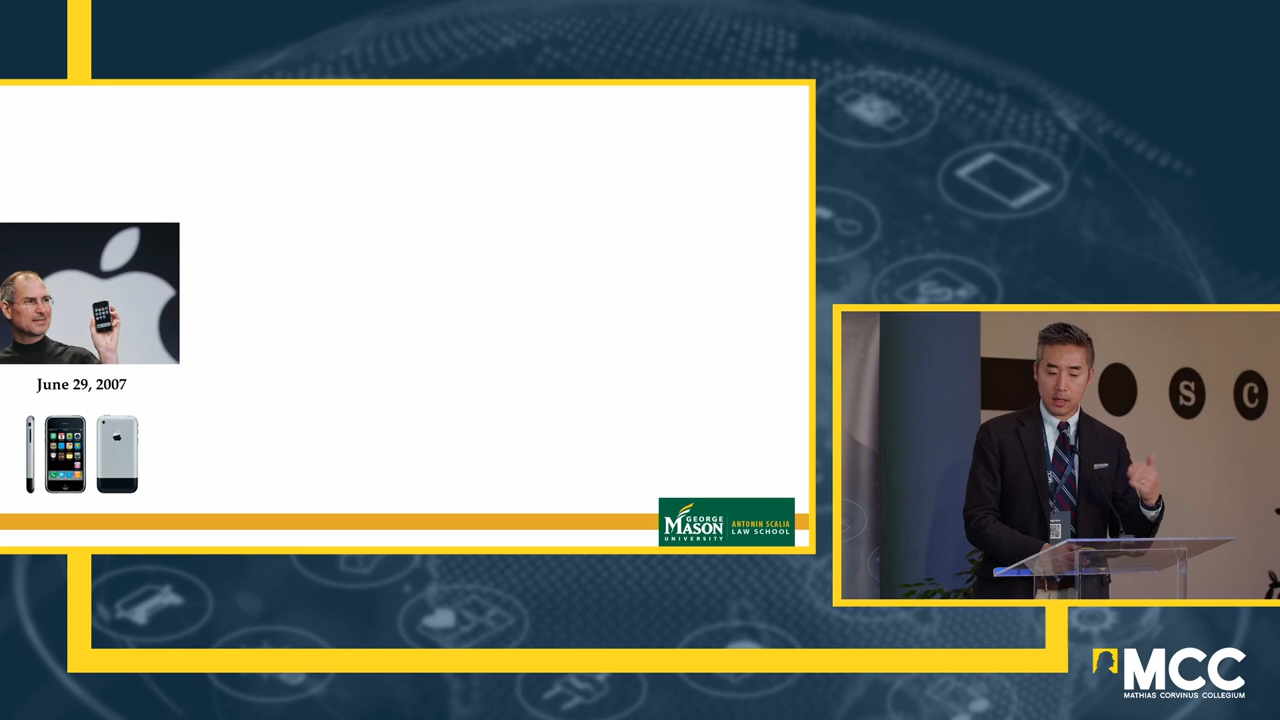 June 29, 2007
GEORGE
MASON
UNIVERSITY
ANTONIN SCALIA
LAW SCHOOL
S C
MCC
MATHIAS CORVINUS COLLEGIUM